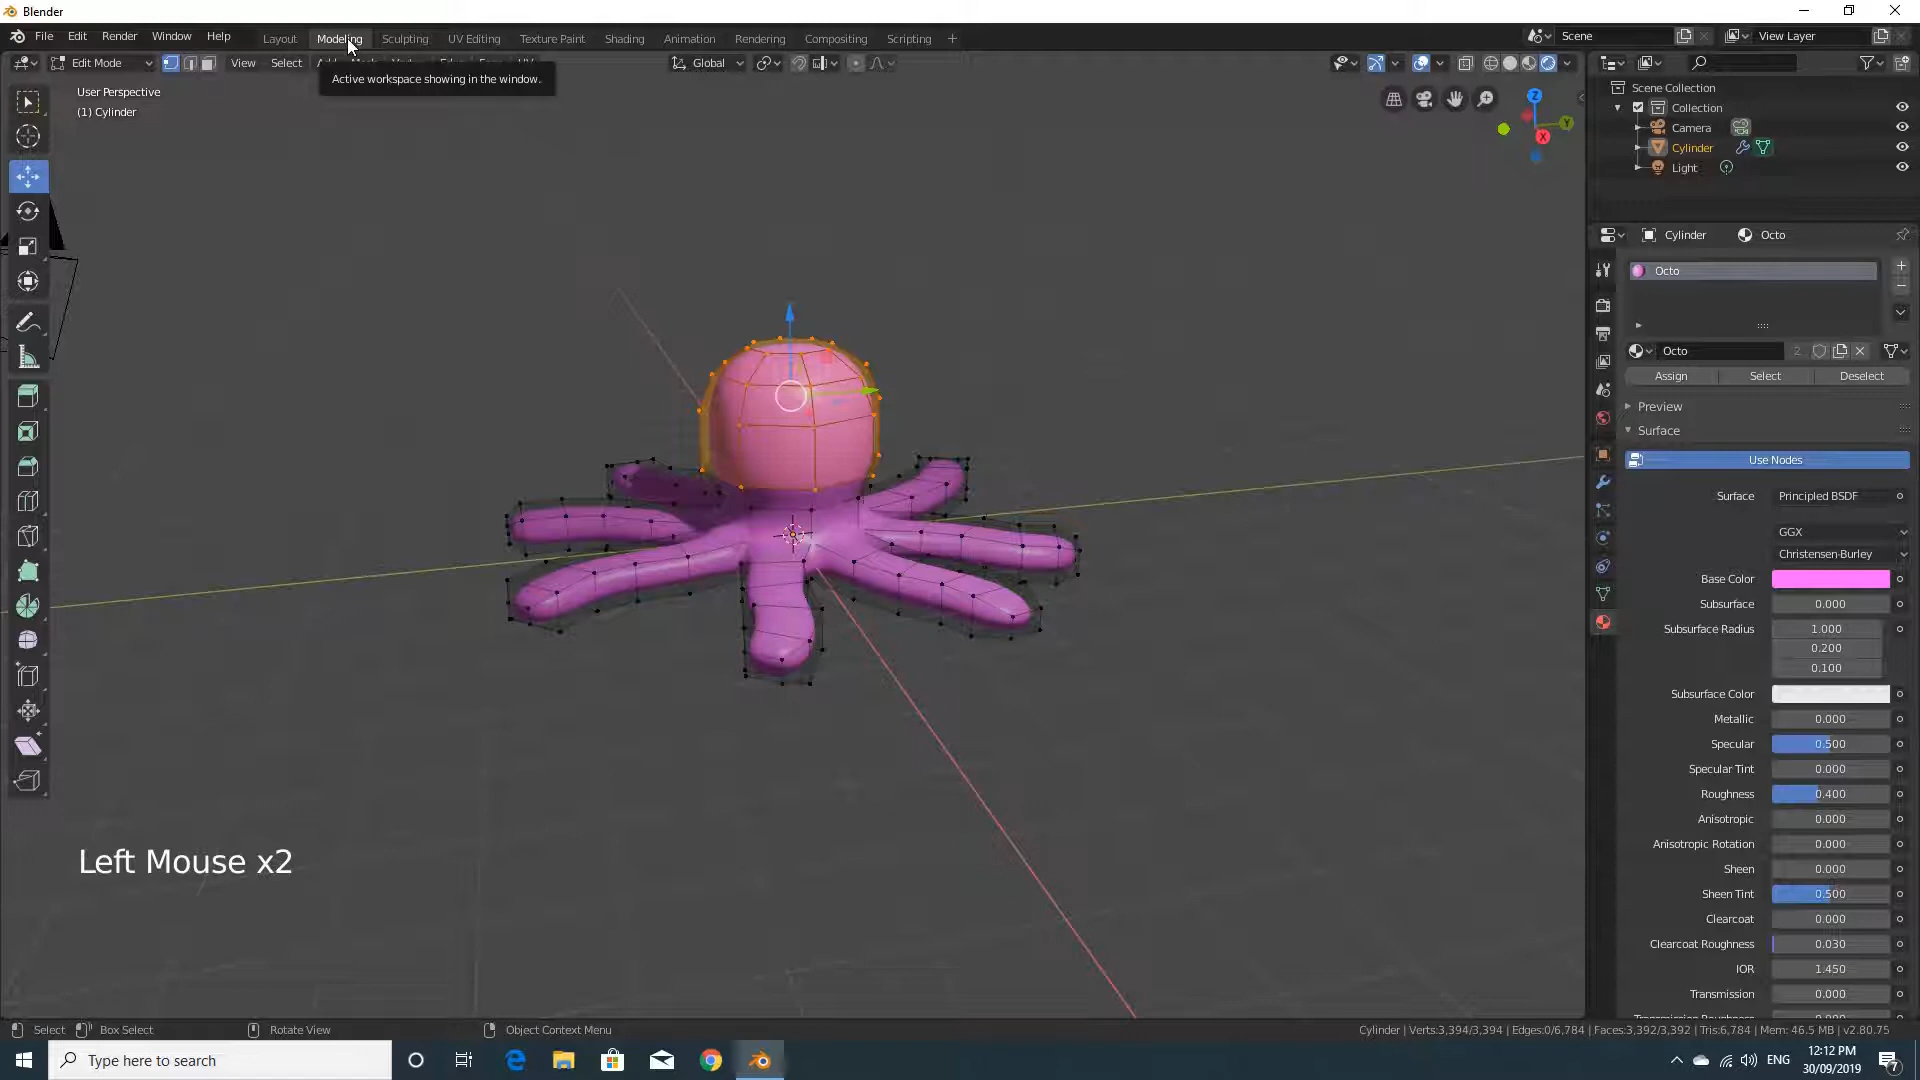 Blender
File Edit Render Window Help Layout Modeling Sculpting UV Editing Texture Paint Shading Animation Rendering Compositing Scripting + Scene View Layer
Edit Mode View Select Global
Active workspace showing in the window.
User Perspective
(1) Cylinder
Z
Y
X
Scene Collection
Collection
Camera
Cylinder
Light
Cylinder Octo
Octo
Octo 2
Assign Select Deselect
Preview
Surface
Use Nodes
Surface Principled BSDF
GGX
Christensen-Burley
Base Color
Subsurface 0.000
Subsurface Radius 1.000
0.200
0.100
Subsurface Color
Metallic 0.000
Specular 0.500
Specular Tint 0.000
Roughness 0.400
Anisotropic 0.000
Anisotropic Rotation 0.000
Sheen 0.000
Sheen Tint 0.500
Clearcoat 0.000
Clearcoat Roughness 0.030
IOR 1.450
Transmission 0.000
Left Mouse x2
Select Box Select Rotate View Object Context Menu
Cylinder | Verts:3,394/3,394 | Edges:0/6,784 | Faces:3,392/3,392 | Tris:6,784 | Mem: 46.5 MB | v2.80.75
Type here to search
ENG
12:12 PM
30/09/2019
7